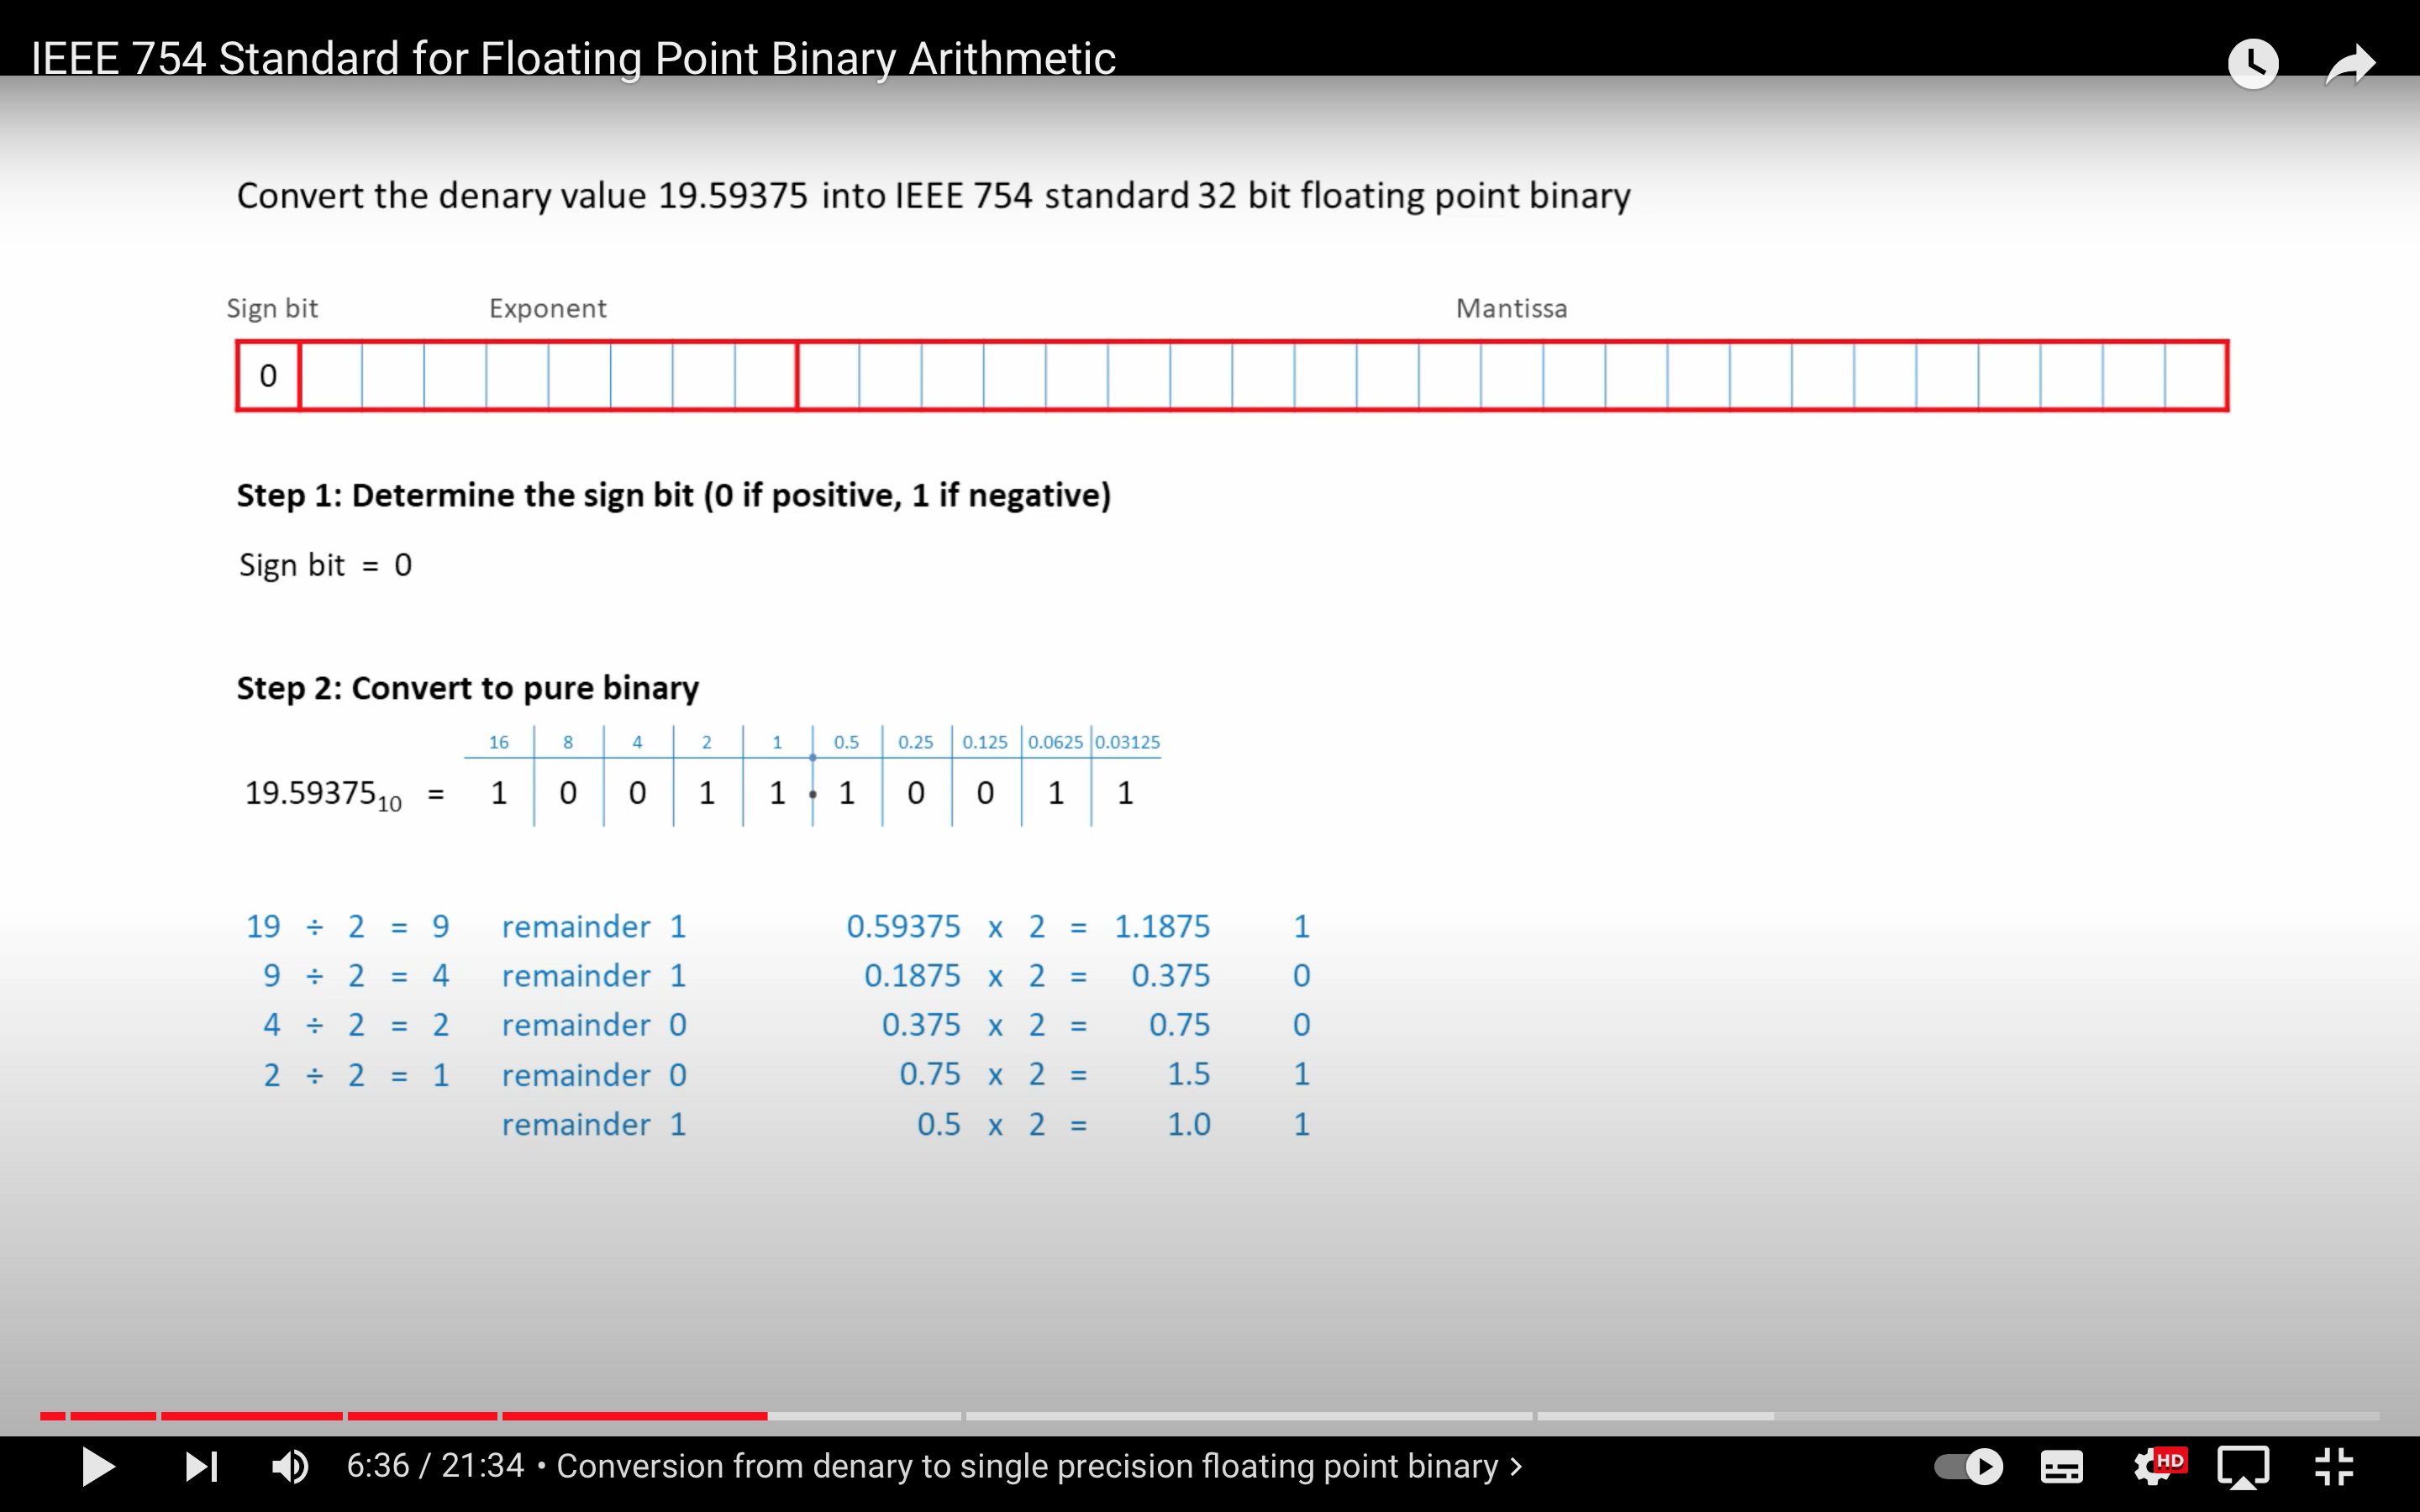 IEEE 754 Standard for Floating Point Binary Arithmetic
Convert the denary value 19.59375 into IEEE 754 standard 32 bit floating point binary
Sign bit Exponent Mantissa
0
Step 1: Determine the sign bit (0 if positive, 1 if negative)
Sign bit = 0
Step 2: Convert to pure binary
16 8 4 2 1 0.5 0.25 0.125 0.0625 0.03125
19.59375₁₀ = 1 0 0 1 1 . 1 0 0 1 1
19 ÷ 2 = 9 remainder 1 0.59375 x 2 = 1.1875 1
9 ÷ 2 = 4 remainder 1 0.1875 x 2 = 0.375 0
4 ÷ 2 = 2 remainder 0 0.375 x 2 = 0.75 0
2 ÷ 2 = 1 remainder 0 0.75 x 2 = 1.5 1
remainder 1 0.5 x 2 = 1.0 1
6:36 / 21:34 • Conversion from denary to single precision floating point binary > HD